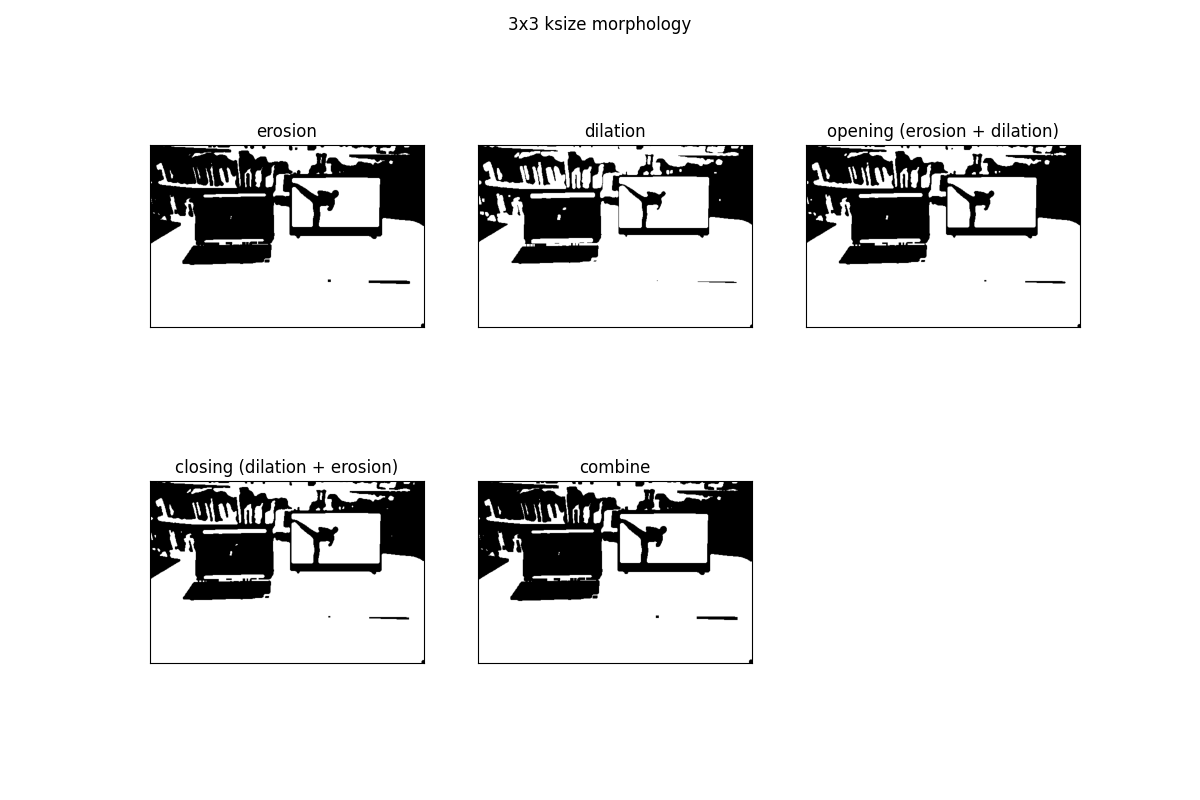 3x3 ksize morphology
erosion
dilation
opening (erosion + dilation)
closing (dilation + erosion)
combine